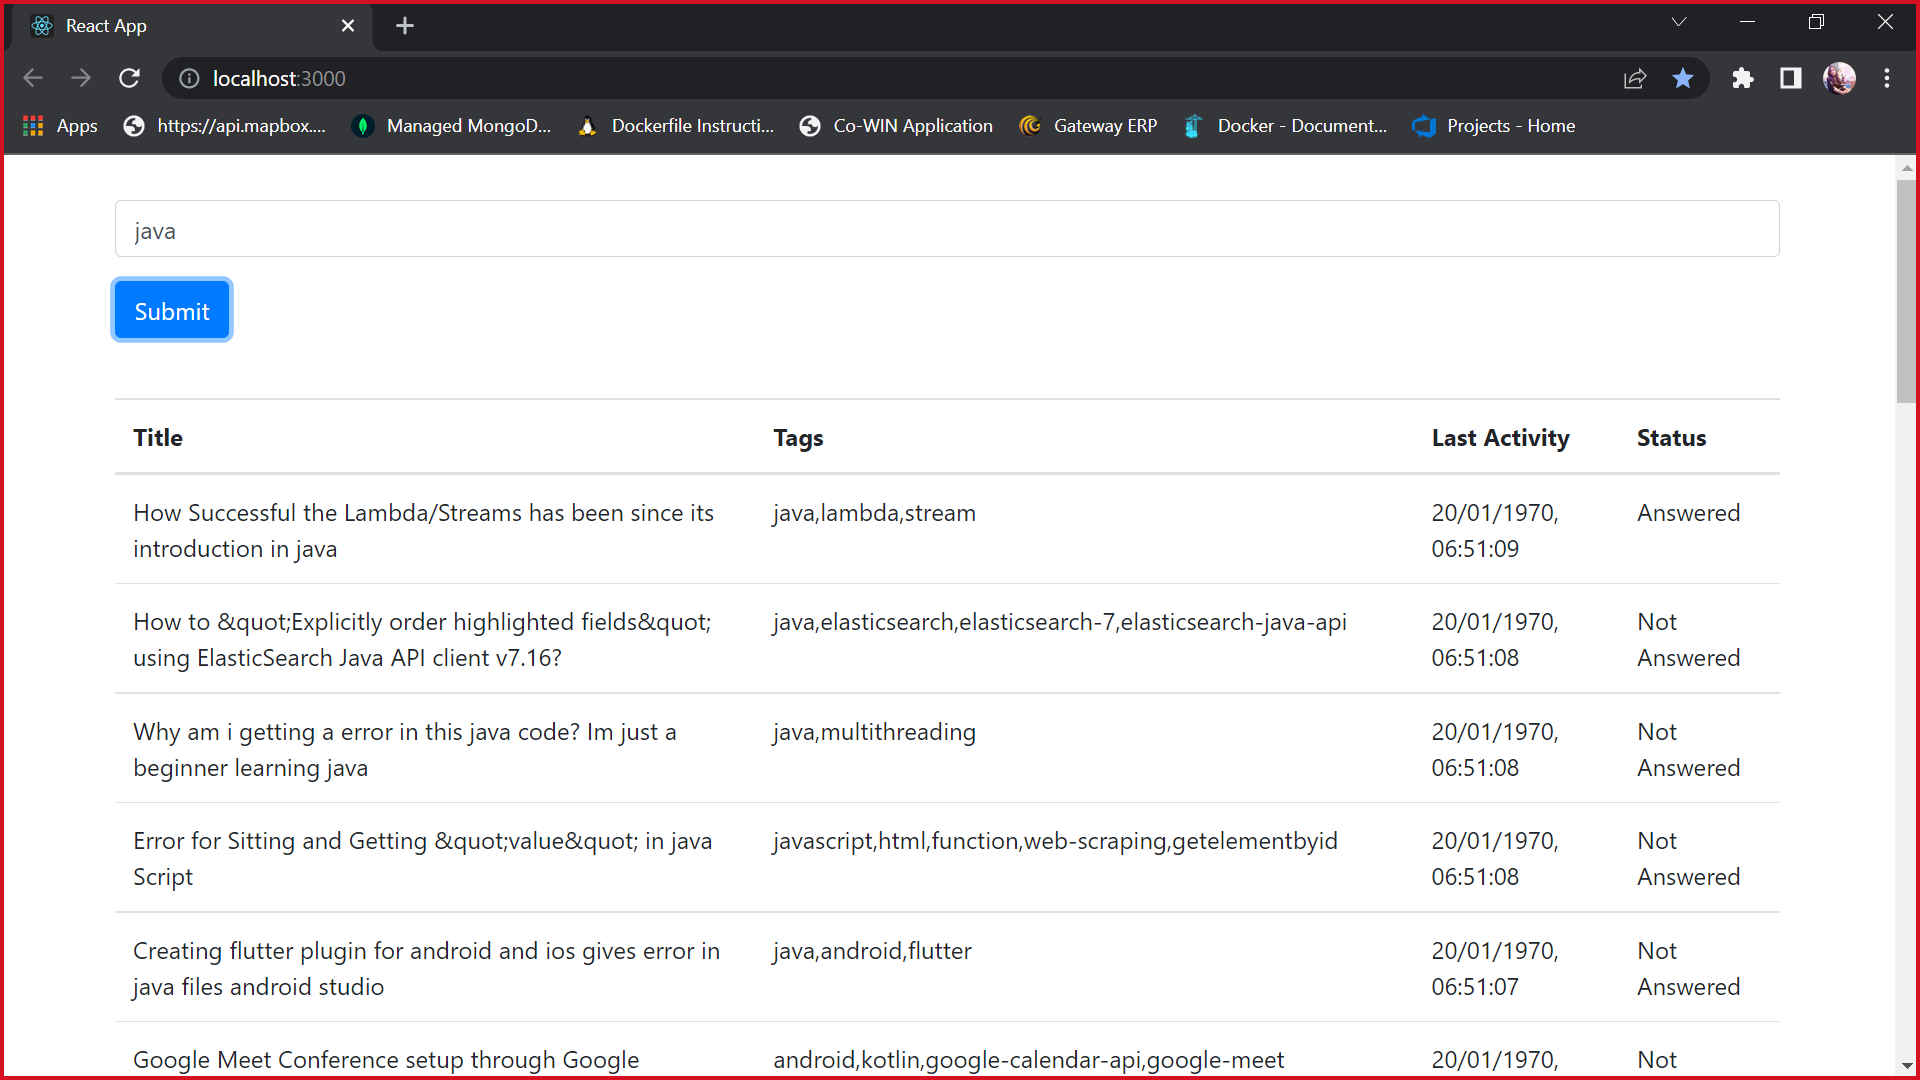 React App
localhost:3000
Apps https://api.mapbox.... Managed MongoD... Dockerfile Instructi... Co-WIN Application Gateway ERP Docker - Document... Projects - Home
java
Submit
Title Tags Last Activity Status
How Successful the Lambda/Streams has been since its java,lambda,stream 20/01/1970, Answered
introduction in java 06:51:09
How to &quot;Explicitly order highlighted fields&quot; java,elasticsearch,elasticsearch-7,elasticsearch-java-api 20/01/1970, Not
using ElasticSearch Java API client v7.16? 06:51:08 Answered
Why am i getting a error in this java code? Im just a java,multithreading 20/01/1970, Not
beginner learning java 06:51:08 Answered
Error for Sitting and Getting &quot;value&quot; in java javascript,html,function,web-scraping,getelementbyid 20/01/1970, Not
Script 06:51:08 Answered
Creating flutter plugin for android and ios gives error in java,android,flutter 20/01/1970, Not
java files android studio 06:51:07 Answered
Google Meet Conference setup through Google android,kotlin,google-calendar-api,google-meet 20/01/1970, Not